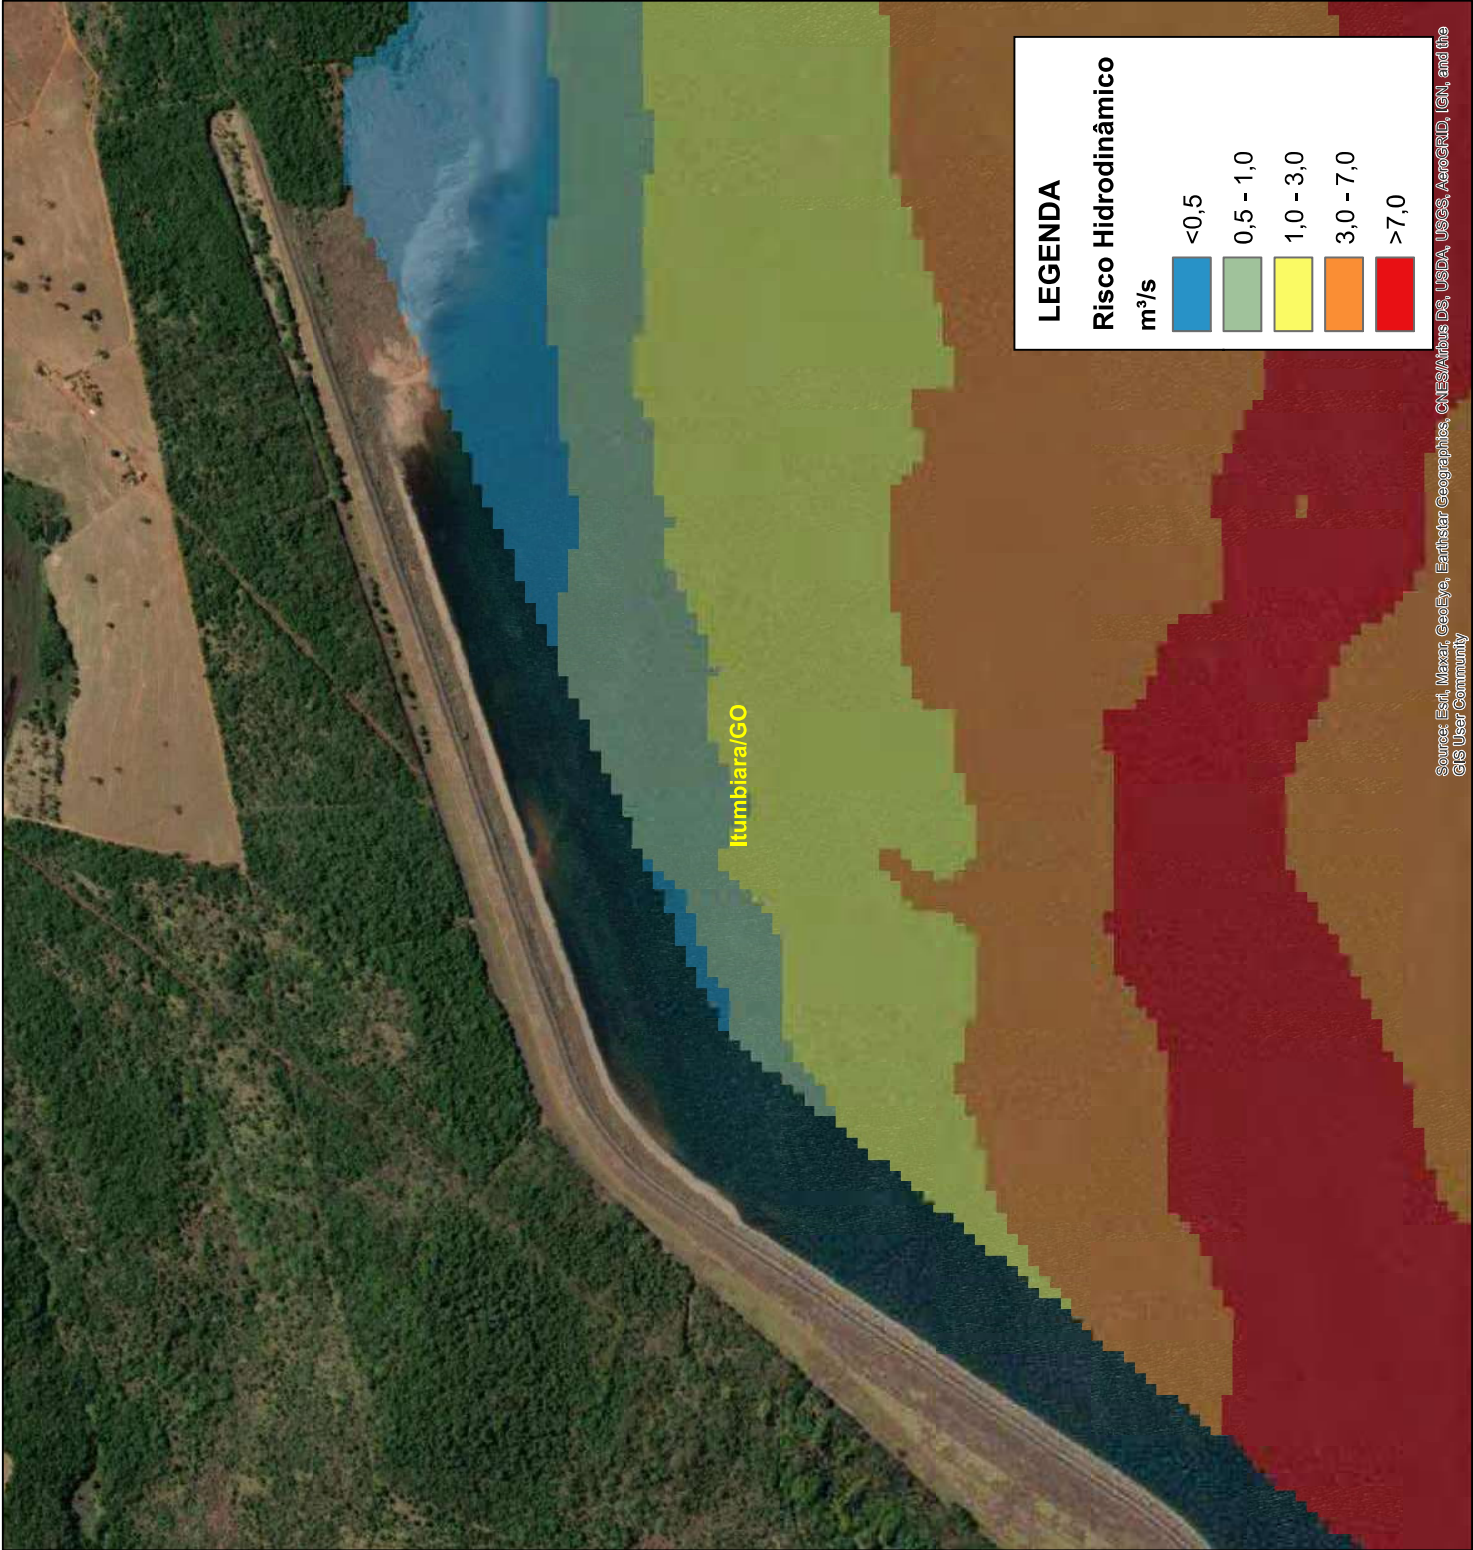 Itumbiara/GO
LEGENDA
Risco Hidrodinâmico
m³/s
<0,5
0,5 - 1,0
1,0 - 3,0
3,0 - 7,0
>7,0
Source: Esri, Maxar, GeoEye, Earthstar Geographics, CNES/Airbus DS, USDA, USGS, AeroGRID, IGN, and the
GIS User Community